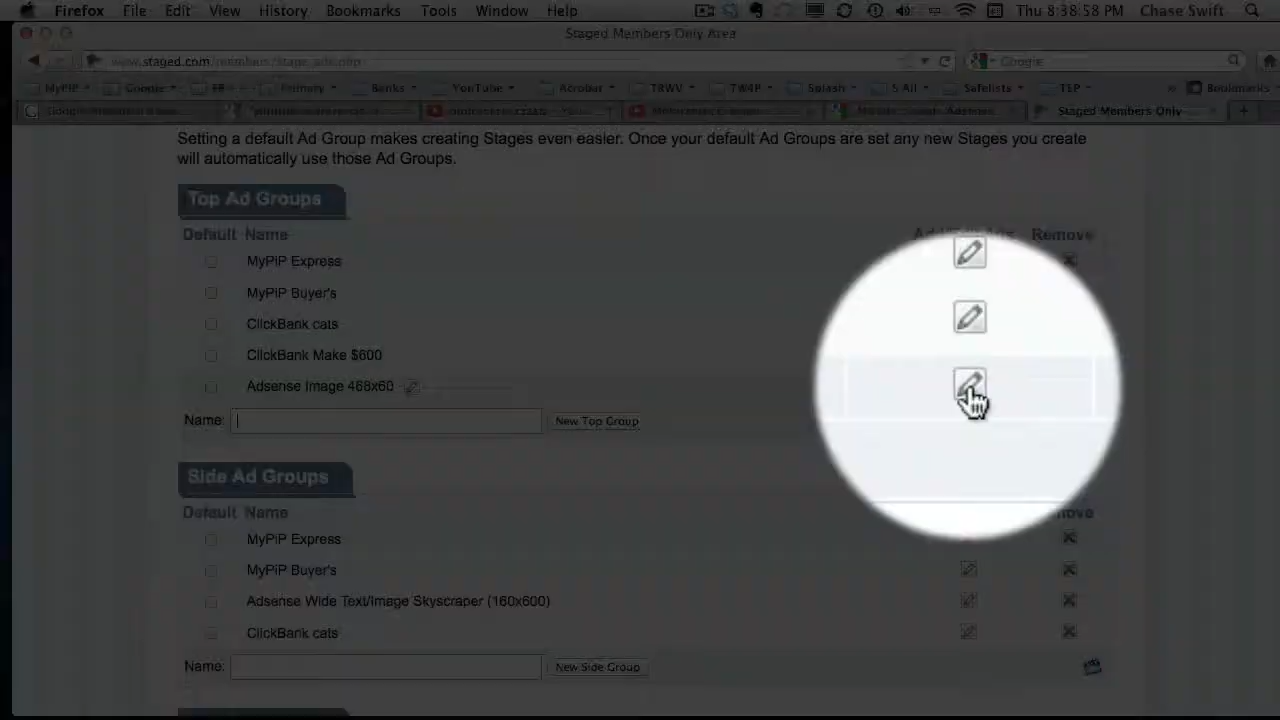 Firefox File Edit View History Bookmarks Tools Window Help Thu 8:38:58 PM Chase Swift
Staged Members Only Area
www.staged.com/members/stage_ads.php Google
MyPiP Google FB Primary Banks YouTube Acrobat TRWV TW4P Splash S All Safelists TSP » Bookmarks
Staged Members Only
Setting a default Ad Group makes creating Stages even easier. Once your default Ad Groups are set any new Stages you create
will automatically use those Ad Groups.
Top Ad Groups
Default Name Remove
MyPiP Express
MyPiP Buyer's
ClickBank cats
ClickBank Make $600
Adsense Image 468x60
Name: New Top Group
Side Ad Groups
Default Name
MyPiP Express
MyPiP Buyer's
Adsense Wide Text/Image Skyscraper (160x600)
ClickBank cats
Name: New Side Group